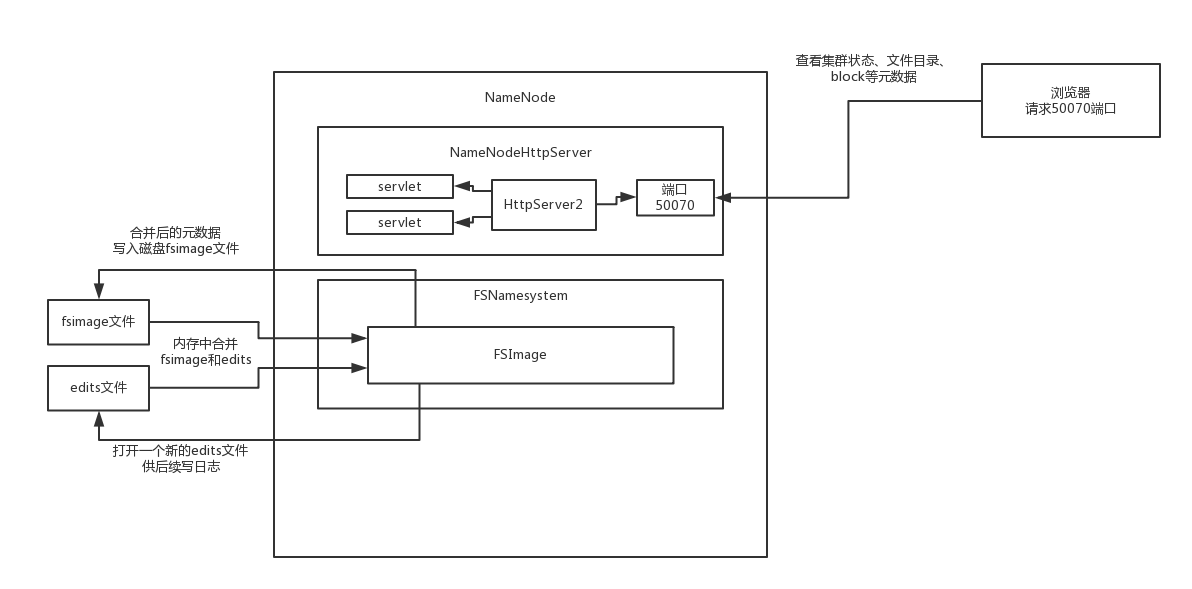 查看集群状态、文件目录、
block等元数据
浏览器
请求50070端口
NameNode
NameNodeHttpServer
servlet
servlet
HttpServer2
端口
50070
合并后的元数据
写入磁盘fsimage文件
FSNamesystem
FSImage
fsimage文件
内存中合并
fsimage和edits
edits文件
打开一个新的edits文件
供后续写日志